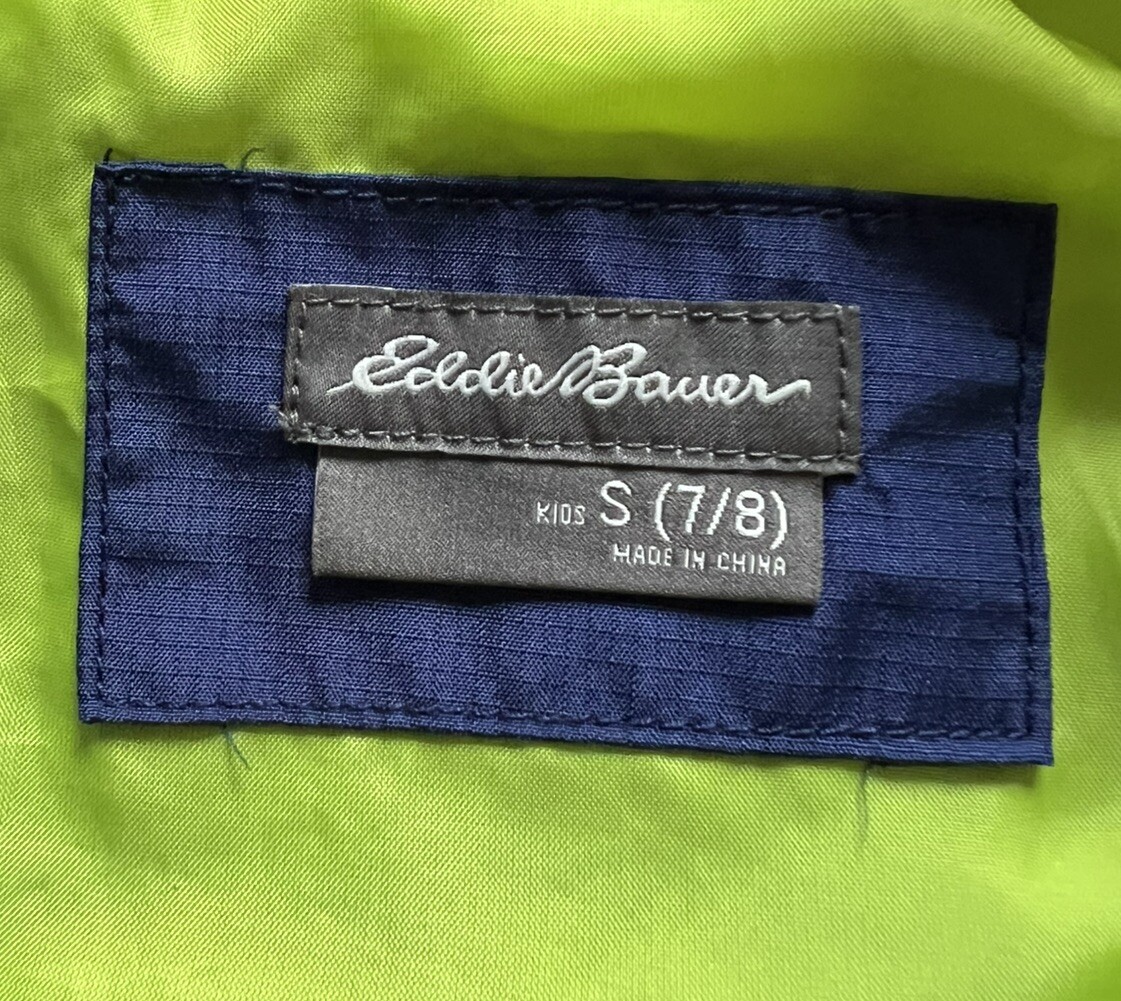 Eddie Bauer
KIDS S (7/8)
MADE IN CHINA